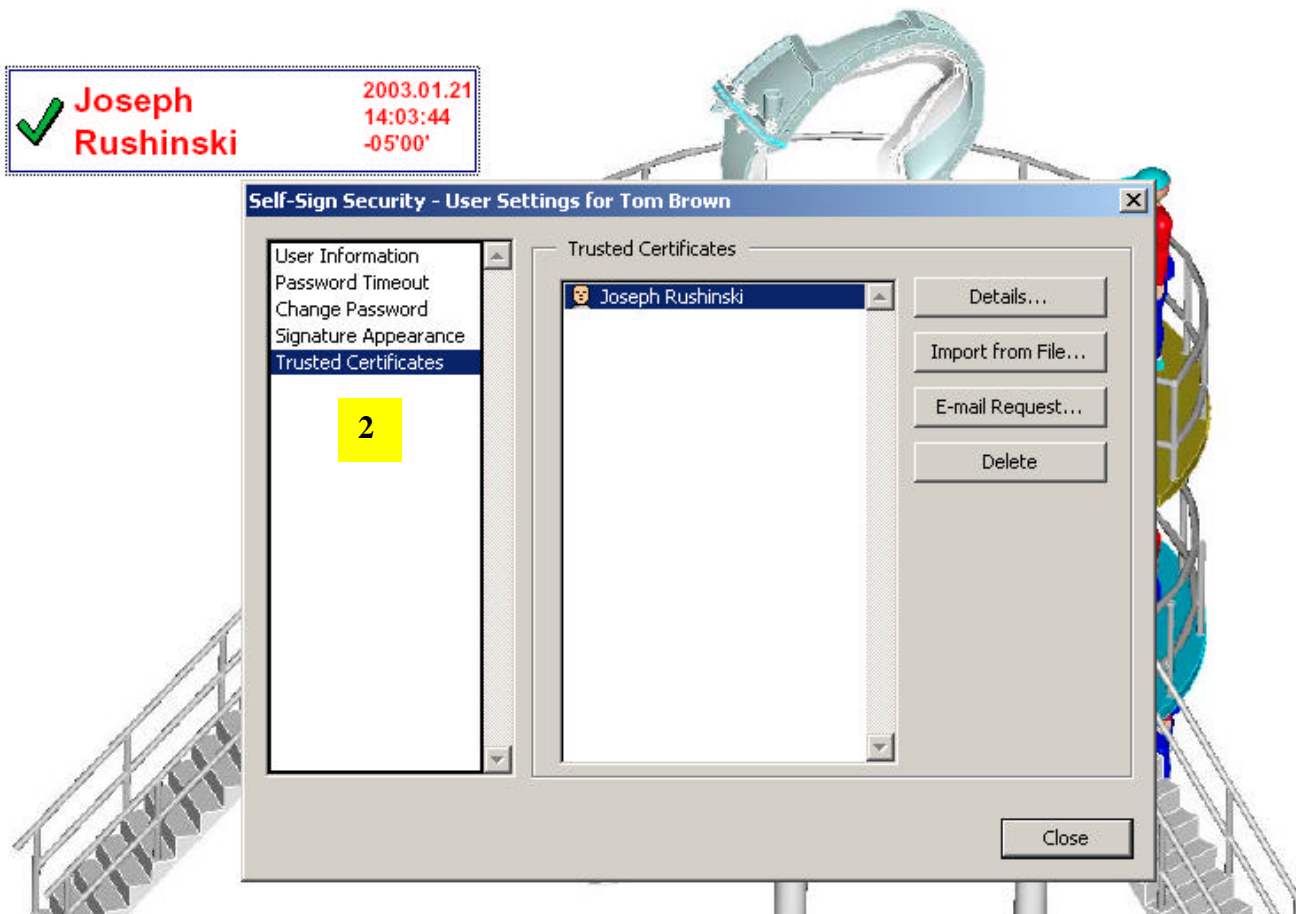 Joseph
Rushinski
2003.01.21
14:03:44
-05'00'
Self-Sign Security - User Settings for Tom Brown
User Information
Password Timeout
Change Password
Signature Appearance
Trusted Certificates
2
Trusted Certificates
Joseph Rushinski
Details...
Import from File...
E-mail Request...
Delete
Close